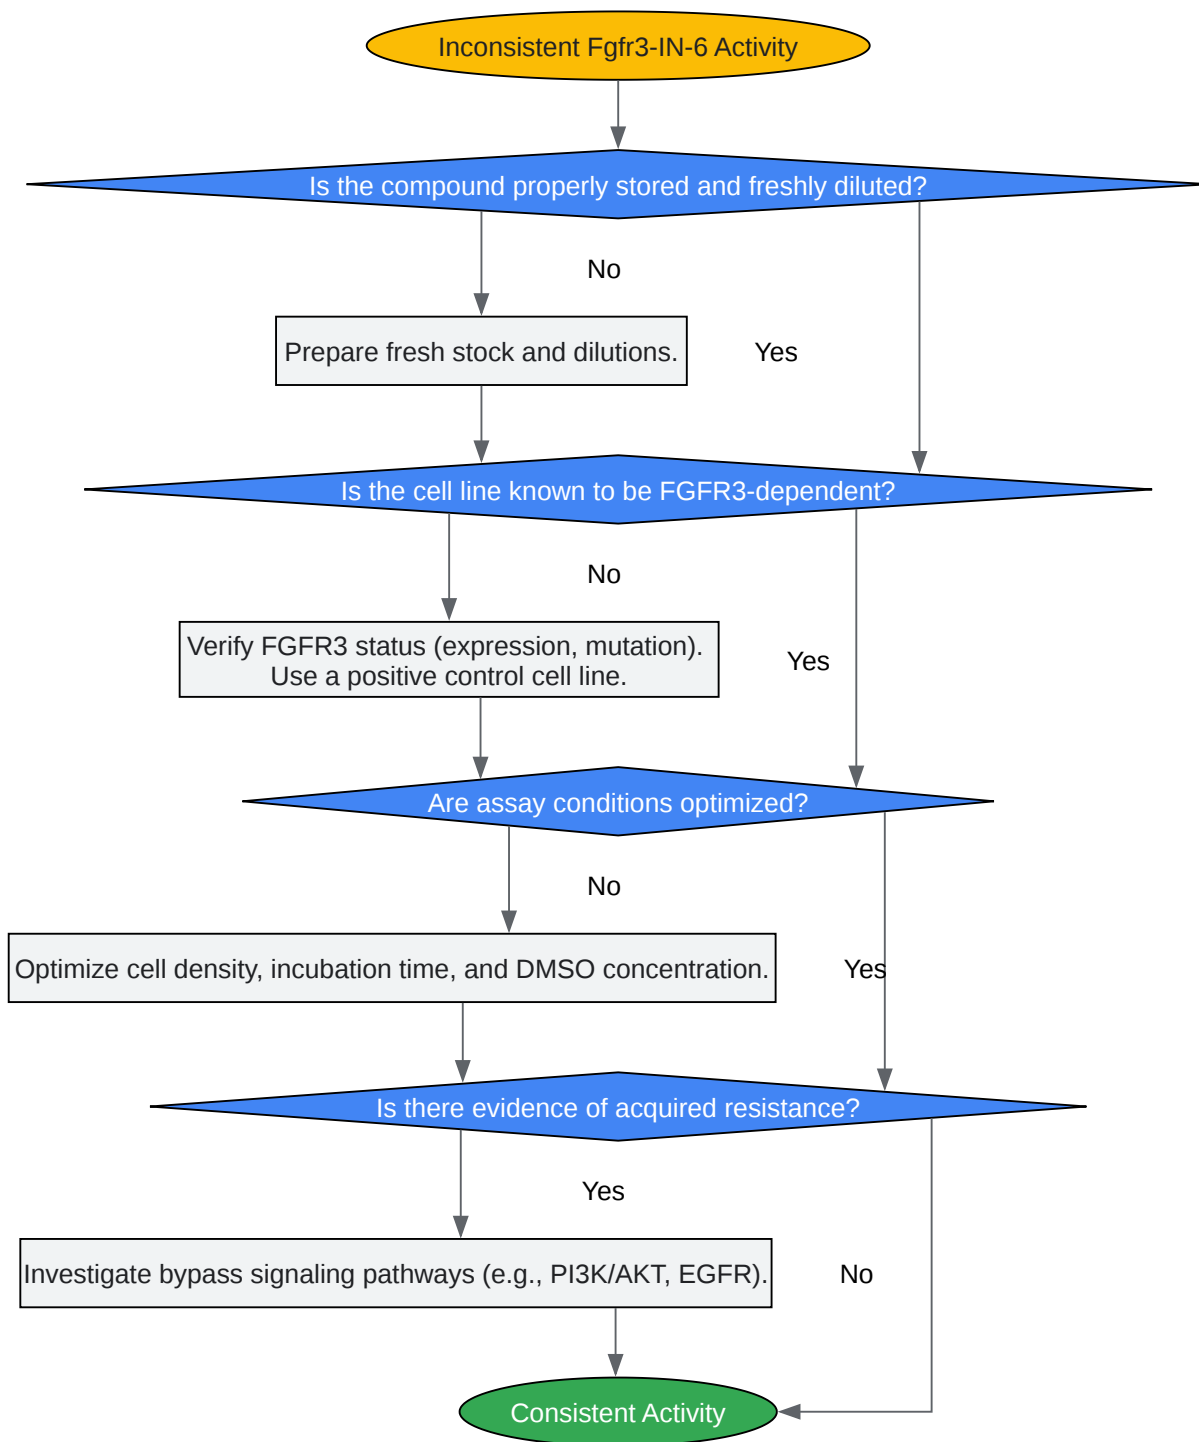 Inconsistent Fgfr3-IN-6 Activity
Is the compound properly stored and freshly diluted?
No
Prepare fresh stock and dilutions.
Yes
Is the cell line known to be FGFR3-dependent?
No
Verify FGFR3 status (expression, mutation).
Use a positive control cell line.
Yes
Are assay conditions optimized?
No
Optimize cell density, incubation time, and DMSO concentration.
Yes
Is there evidence of acquired resistance?
Yes
Investigate bypass signaling pathways (e.g., PI3K/AKT, EGFR).
No
Consistent Activity